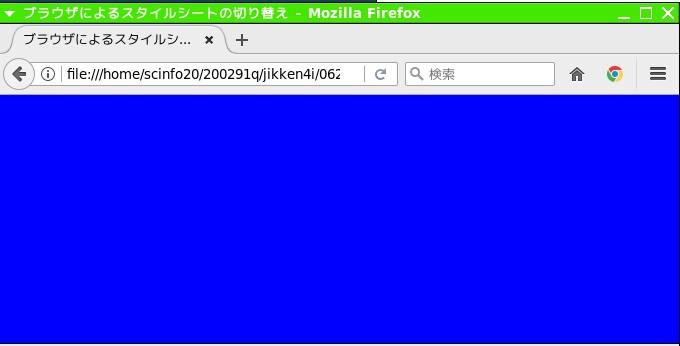 ブラウザによるスタイルシートの切り替え - Mozilla Firefox
ブラウザによるスタイルシ...
file:///home/scinfo20/200291q/jikken4i/062
検索